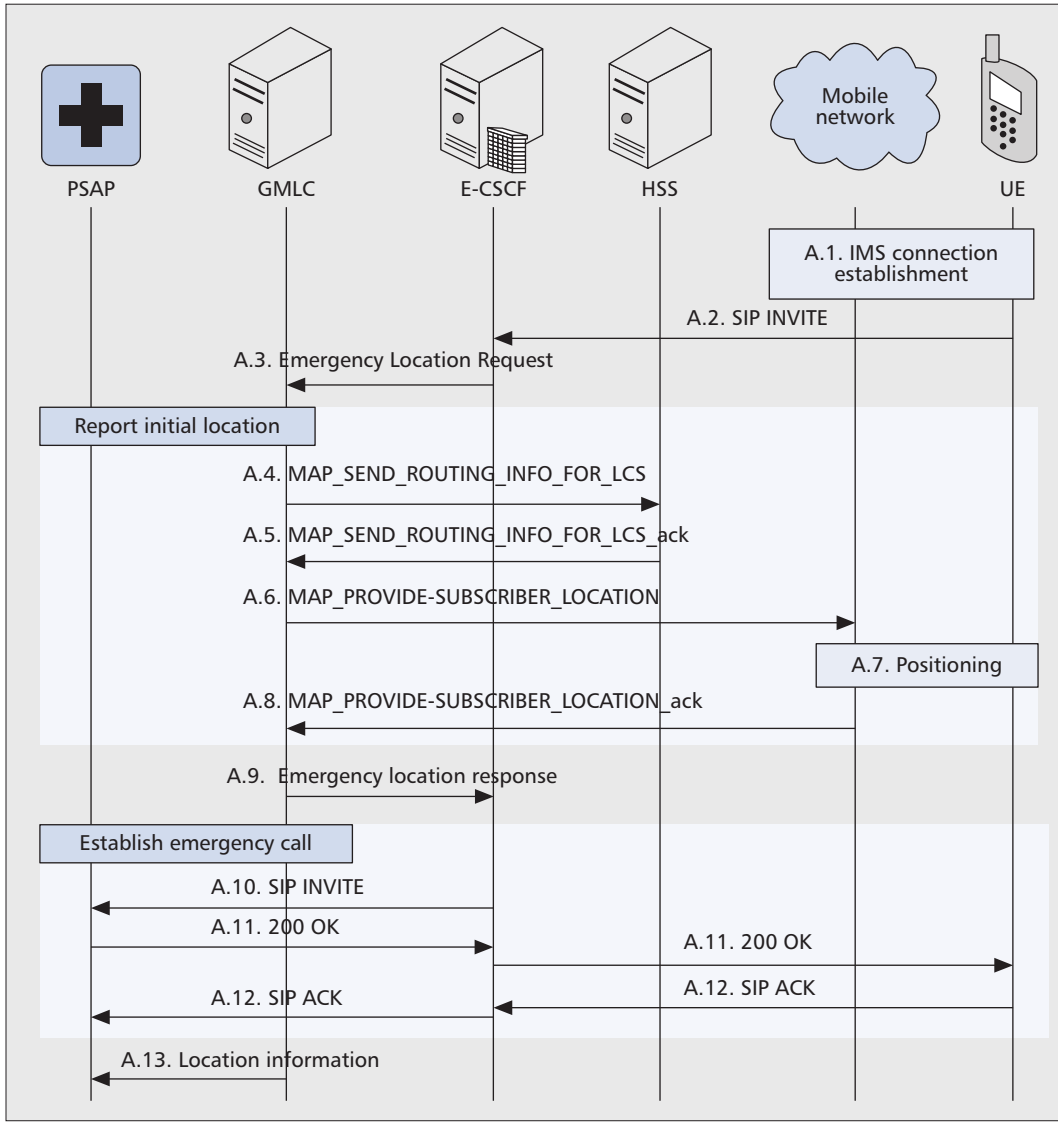 Mobile
network
PSAP
GMLC
E-CSCF
HSS
UE
A.1. IMS connection
establishment
A.2. SIP INVITE
A.3. Emergency Location Request
Report initial location
A.4. MAP_SEND_ROUTING_INFO_FOR_LCS
A.5. MAP_SEND_ROUTING_INFO_FOR_LCS_ack
A.6. MAP_PROVIDE-SUBSCRIBER_LOCATION
A.7. Positioning
A.8. MAP_PROVIDE-SUBSCRIBER_LOCATION_ack
A.9. Emergency location response
Establish emergency call
A.10. SIP INVITE
A.11. 200 OK
A.11. 200 OK
A.12. SIP ACK
A.12. SIP ACK
A.13. Location information